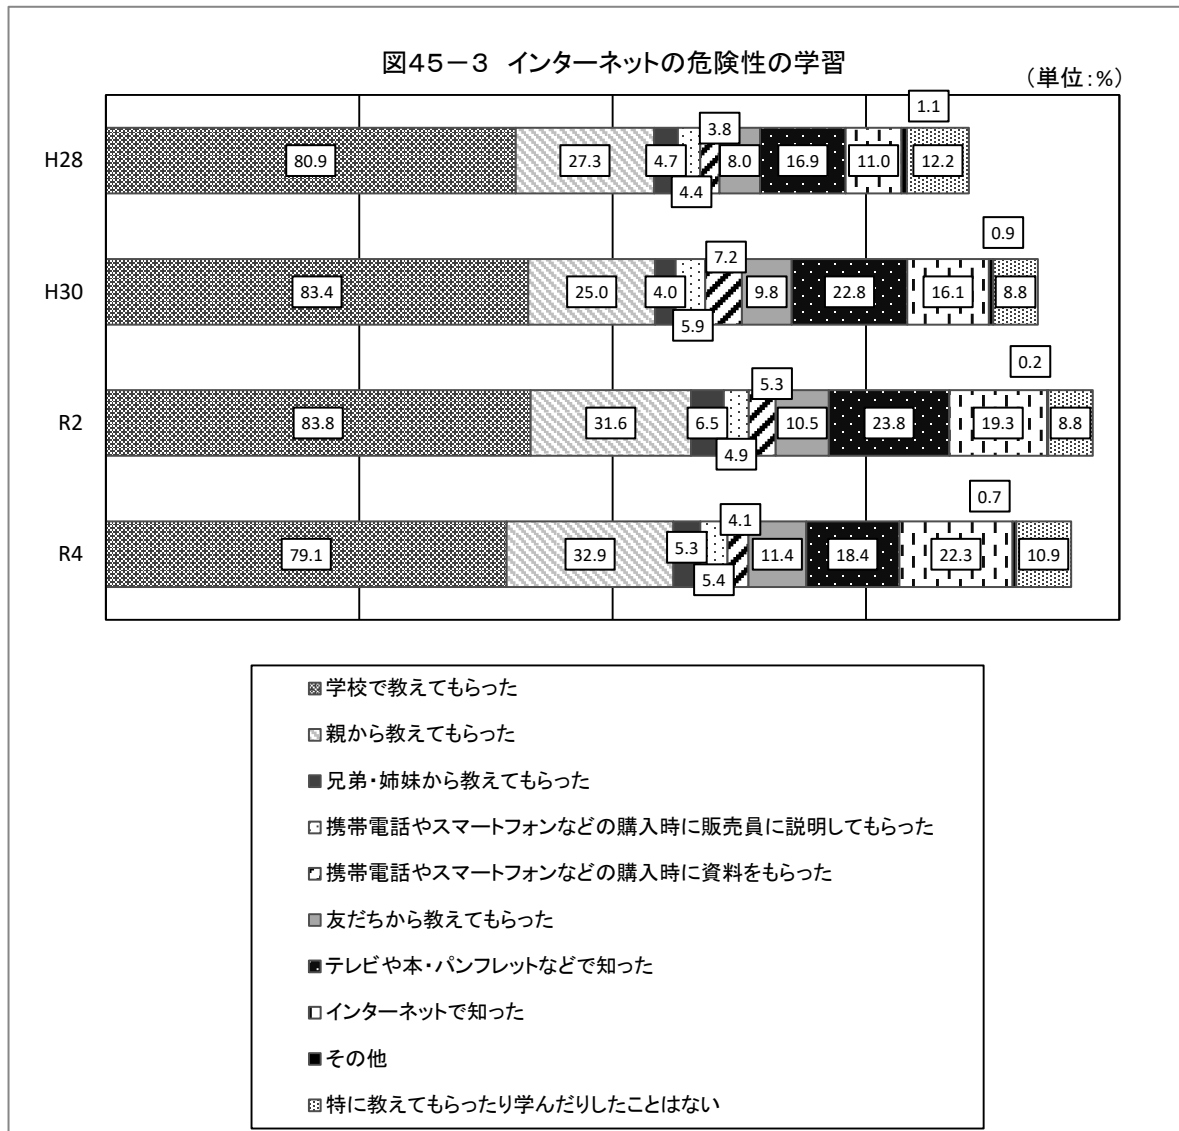 図45－3 インターネットの危険性の学習
（単位：%）
1.1
3.8
H28 80.9 27.3 4.7 8.0 16.9 11.0 12.2
4.4
0.9
7.2
H30 83.4 25.0 4.0 9.8 22.8 16.1 8.8
5.9
0.2
5.3
R2 83.8 31.6 6.5 10.5 23.8 19.3 8.8
4.9
0.7
4.1
R4 79.1 32.9 5.3 11.4 18.4 22.3 10.9
5.4
学校で教えてもらった
親から教えてもらった
兄弟・姉妹から教えてもらった
携帯電話やスマートフォンなどの購入時に販売員に説明してもらった
携帯電話やスマートフォンなどの購入時に資料をもらった
友だちから教えてもらった
テレビや本・パンフレットなどで知った
インターネットで知った
その他
特に教えてもらったり学んだりしたことはない